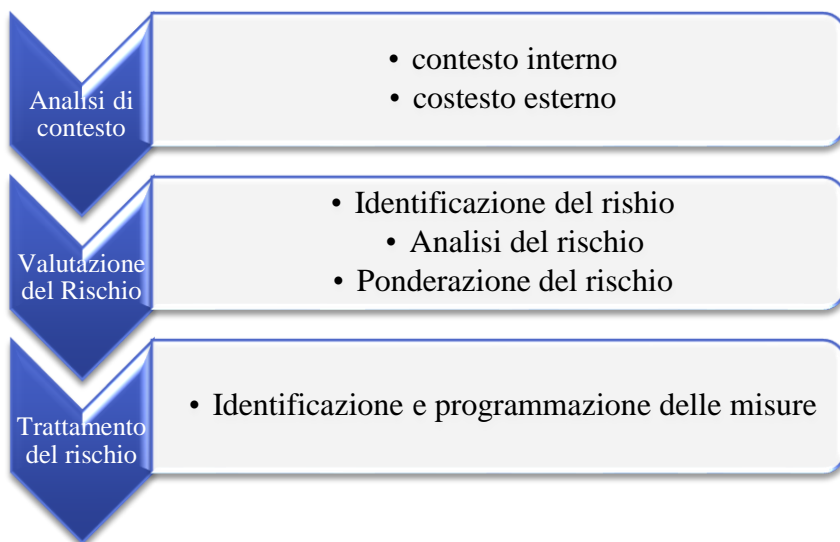 Analisi di
contesto
• contesto interno
• costesto esterno
Valutazione
del Rischio
• Identificazione del rishio
• Analisi del rischio
• Ponderazione del rischio
Trattamento
del rischio
• Identificazione e programmazione delle misure